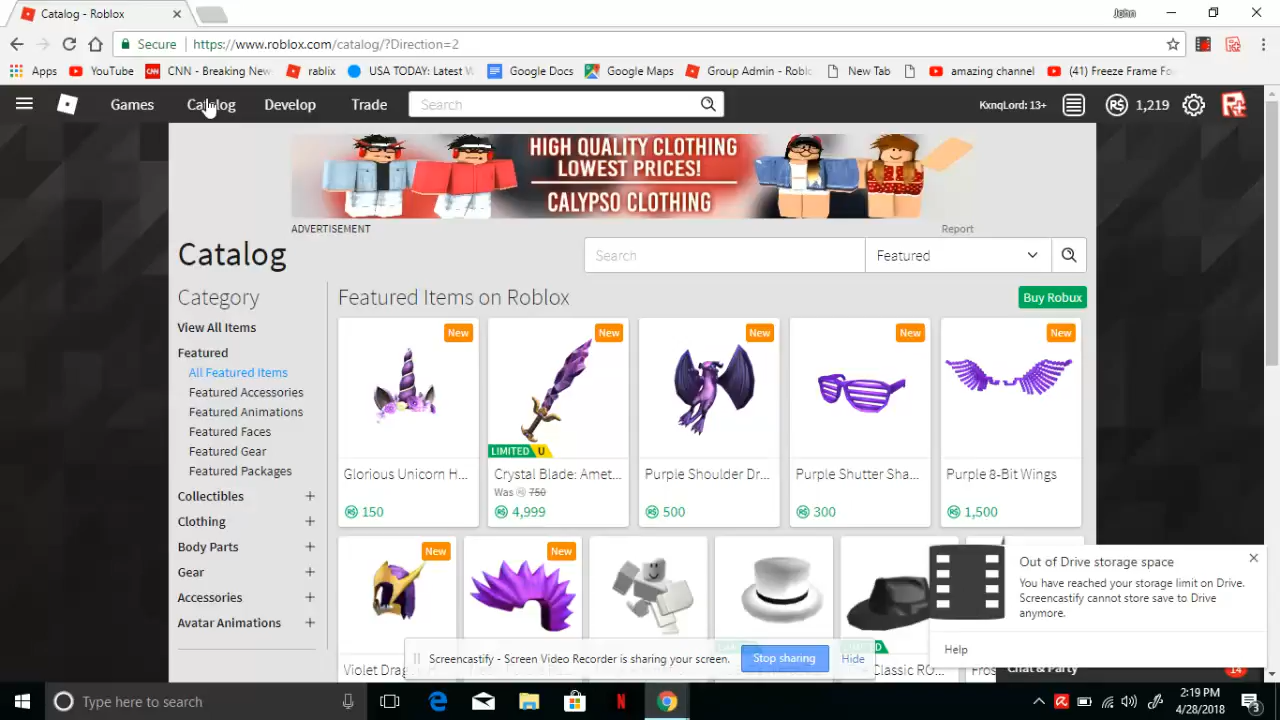 Catalog - Roblox
John
Secure
https://www.roblox.com/catalog/?Direction=2
Apps
YouTube
CNN - Breaking New
rablix
USA TODAY: Latest W
Google Docs
Google Maps
Group Admin - Roblo
New Tab
amazing channel
(41) Freeze Frame Fo
Games
Catalog
Develop
Trade
Search
KxnqLord: 13+
1,219
HIGH QUALITY CLOTHING
LOWEST PRICES!
CALYPSO CLOTHING
ADVERTISEMENT
Report
Catalog
Search
Featured
Category
Featured Items on Roblox
Buy Robux
View All Items
Featured
All Featured Items
Featured Accessories
Featured Animations
Featured Faces
Featured Gear
Featured Packages
Collectibles
Clothing
Body Parts
Gear
Accessories
Avatar Animations
New
New
New
New
New
LIMITED U
Glorious Unicorn H...
Crystal Blade: Amet...
Purple Shoulder Dr...
Purple Shutter Sha...
Purple 8-Bit Wings
Was 750
150
4,999
500
300
1,500
New
New
Out of Drive storage space
You have reached your storage limit on Drive.
Screencastify cannot store save to Drive
anymore.
Help
Screencastify - Screen Video Recorder is sharing your screen.
Stop sharing
Hide
Violet Drag
Classic RO...
Fros
Chat & Party
14
Type here to search
2:19 PM
4/28/2018
3